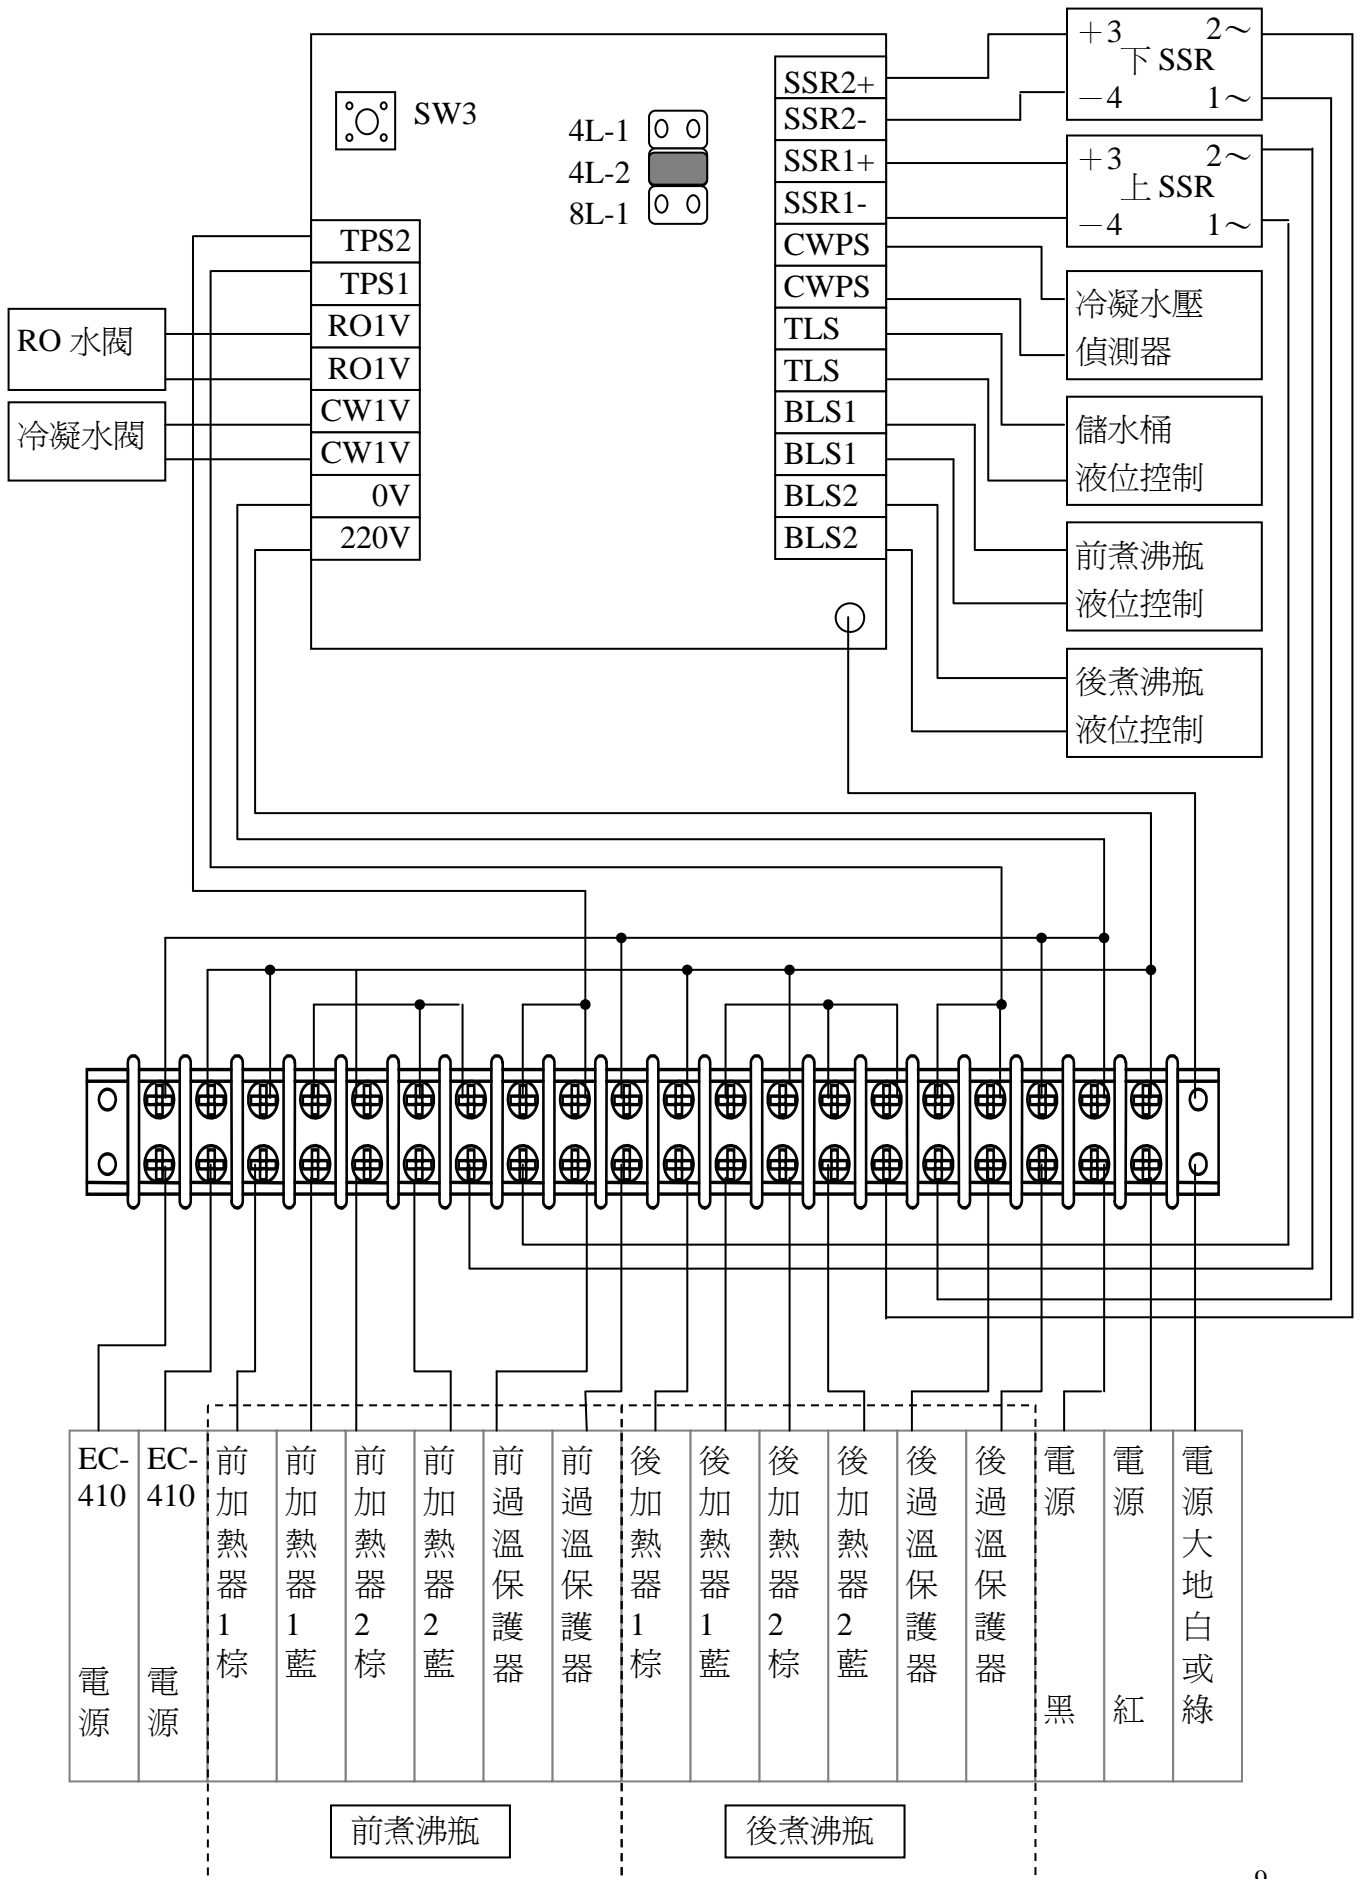 SW3
4L-1
4L-2
8L-1
TPS2
TPS1
RO1V
RO1V
CW1V
CW1V
0V
220V
RO 水閥
冷凝水閥
SSR2+
SSR2-
SSR1+
SSR1-
CWPS
CWPS
TLS
TLS
BLS1
BLS1
BLS2
BLS2
+3 2~
下 SSR
-4 1~
+3 2~
上 SSR
-4 1~
冷凝水壓
偵測器
儲水桶
液位控制
前煮沸瓶
液位控制
後煮沸瓶
液位控制
EC-410 電源
EC-410 電源
前加熱器1棕
前加熱器1藍
前加熱器2棕
前加熱器2藍
前過溫保護器
前過溫保護器
後加熱器1棕
後加熱器1藍
後加熱器2棕
後加熱器2藍
後過溫保護器
後過溫保護器
電源 黑
電源 紅
電源大地白或綠
前煮沸瓶
後煮沸瓶
9